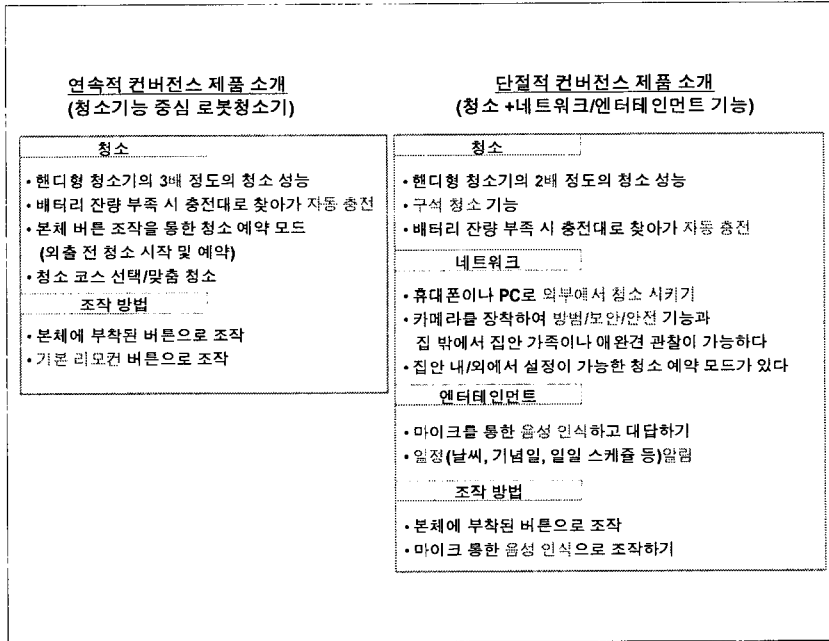 연속적 컨버전스 제품 소개
(청소기능 중심 로봇청소기)
청소
• 핸디형 청소기의 3배 정도의 청소 성능
• 배터리 잔량 부족 시 충전대로 찾아가 자동 충전
• 본체 버튼 조작을 통한 청소 예약 모드
(외출 전 청소 시작 및 예약)
• 청소 코스 선택/맞춤 청소
조작 방법
• 본체에 부착된 버튼으로 조작
• 기본 리모컨 버튼으로 조작
단절적 컨버전스 제품 소개
(청소 +네트워크/엔터테인먼트 기능)
청소
• 핸디형 청소기의 2배 정도의 청소 성능
• 구석 청소 기능
• 배터리 잔량 부족 시 충전대로 찾아가 자동 충전
네트워크
• 휴대폰이나 PC로 외부에서 청소 시키기
• 카메라를 장착하여 방범/보안/안전 기능과
집 밖에서 집안 가족이나 애완견 관찰이 가능하다
• 집안 내/외에서 설정이 가능한 청소 예약 모드가 있다
엔터테인먼트
• 마이크를 통한 음성 인식하고 대답하기
• 일정(날씨, 기념일, 일일 스케쥴 등)알림
조작 방법
• 본체에 부착된 버튼으로 조작
• 마이크 통한 음성 인식으로 조작하기